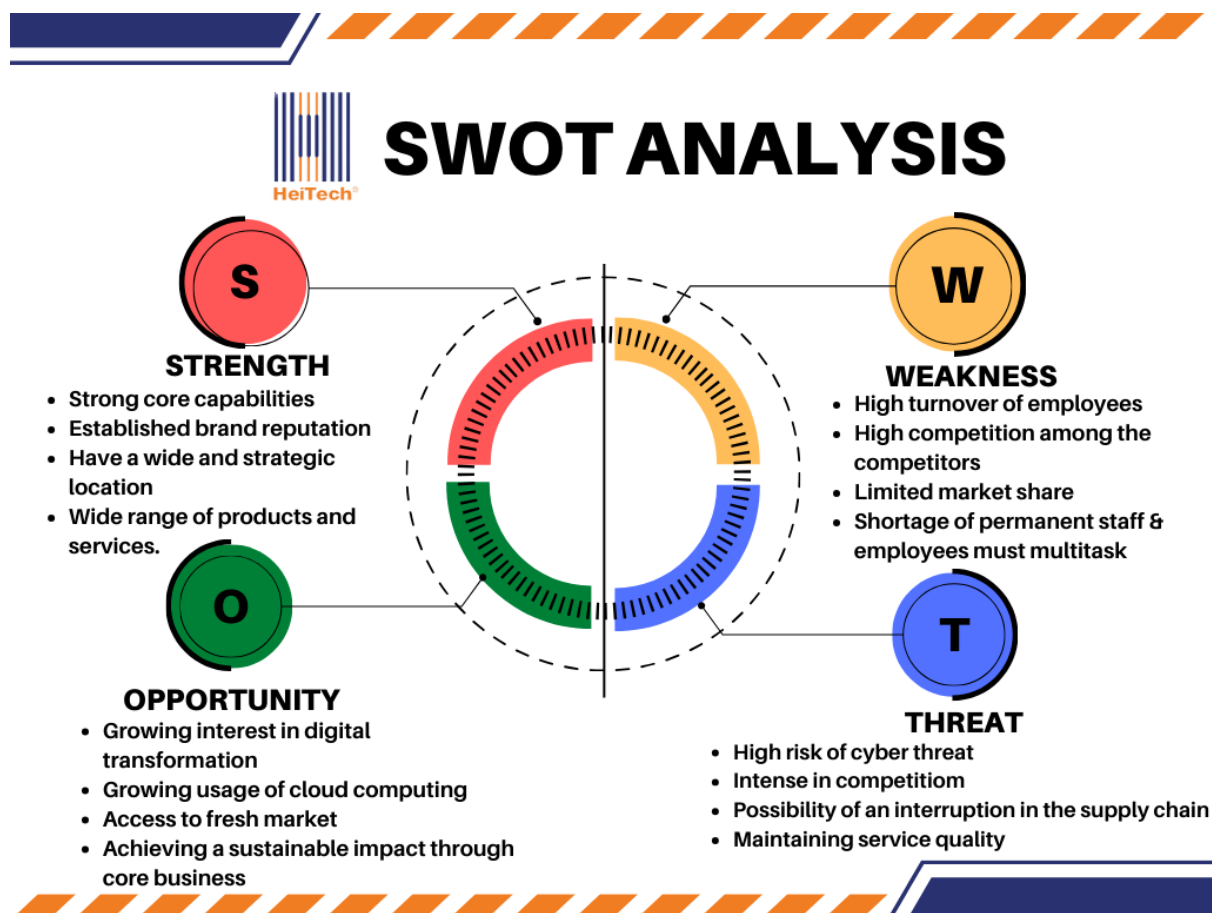 HeiTech®
SWOT ANALYSIS
S
STRENGTH
• Strong core capabilities
• Established brand reputation
• Have a wide and strategic
location
• Wide range of products and
services.
W
WEAKNESS
• High turnover of employees
• High competition among the
competitors
• Limited market share
• Shortage of permanent staff &
employees must multitask
O
OPPORTUNITY
• Growing interest in digital
transformation
• Growing usage of cloud computing
• Access to fresh market
• Achieving a sustainable impact through
core business
T
THREAT
• High risk of cyber threat
• Intense in competitiom
• Possibility of an interruption in the supply chain
• Maintaining service quality